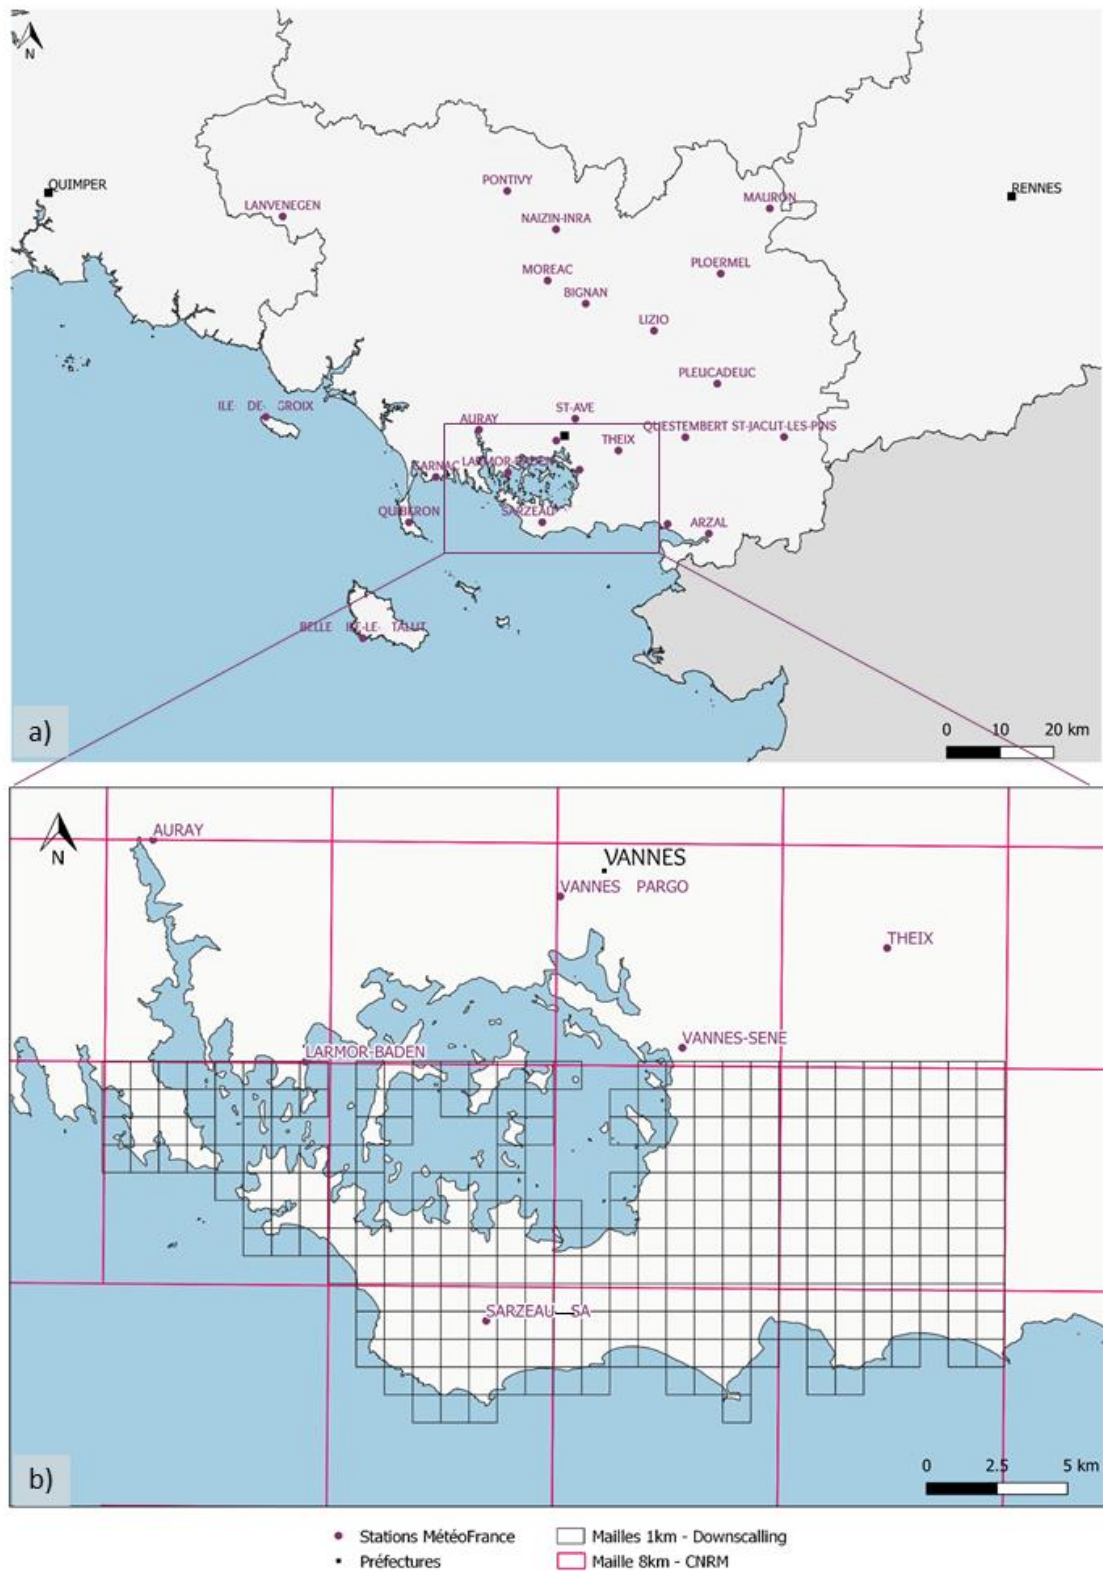 N
QUIMPER
RENNES
PONTIVY
LANVENEGEN
MAURON
NAIZIN-INRA
PLOERMEL
MOREAC
BIGNAN
LIZIO
PLEUCADEUC
ILE DE- GROIX
ST-AVE
AURAY
QUESTEMBERT ST-JACUT-LES-PINS
THEIX
CARNAC
LARMOR-BADEN
QUIBERON
SARZEAU
ARZAL
BELLE ILE-LE- TALUT
a)
0 10 20 km
AURAY
N
VANNES
VANNES PARGO
THEIX
VANNES-SENE
LARMOR-BADEN
SARZEAU SA
b)
0 2.5 5 km
Stations MétéoFrance
Mailles 1km - Downscalling
Préfectures
Maille 8km - CNRM